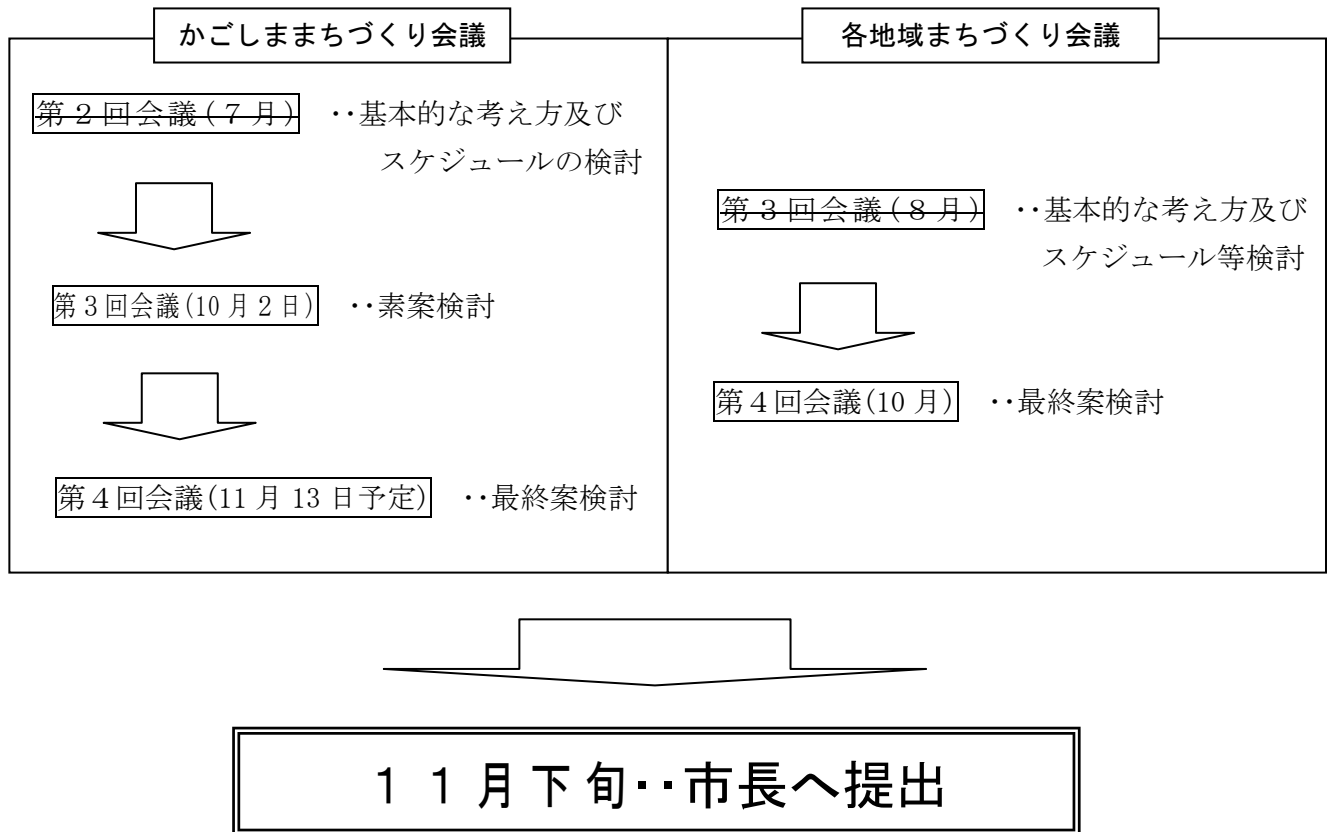 かごしままちづくり会議
第２回会議(７月) ‥基本的な考え方及び
スケジュールの検討
第３回会議(10月２日) ‥素案検討
第４回会議(11月13日予定) ‥最終案検討
各地域まちづくり会議
第３回会議(８月) ‥基本的な考え方及び
スケジュール等検討
第４回会議(10月) ‥最終案検討
１１月下旬‥市長へ提出